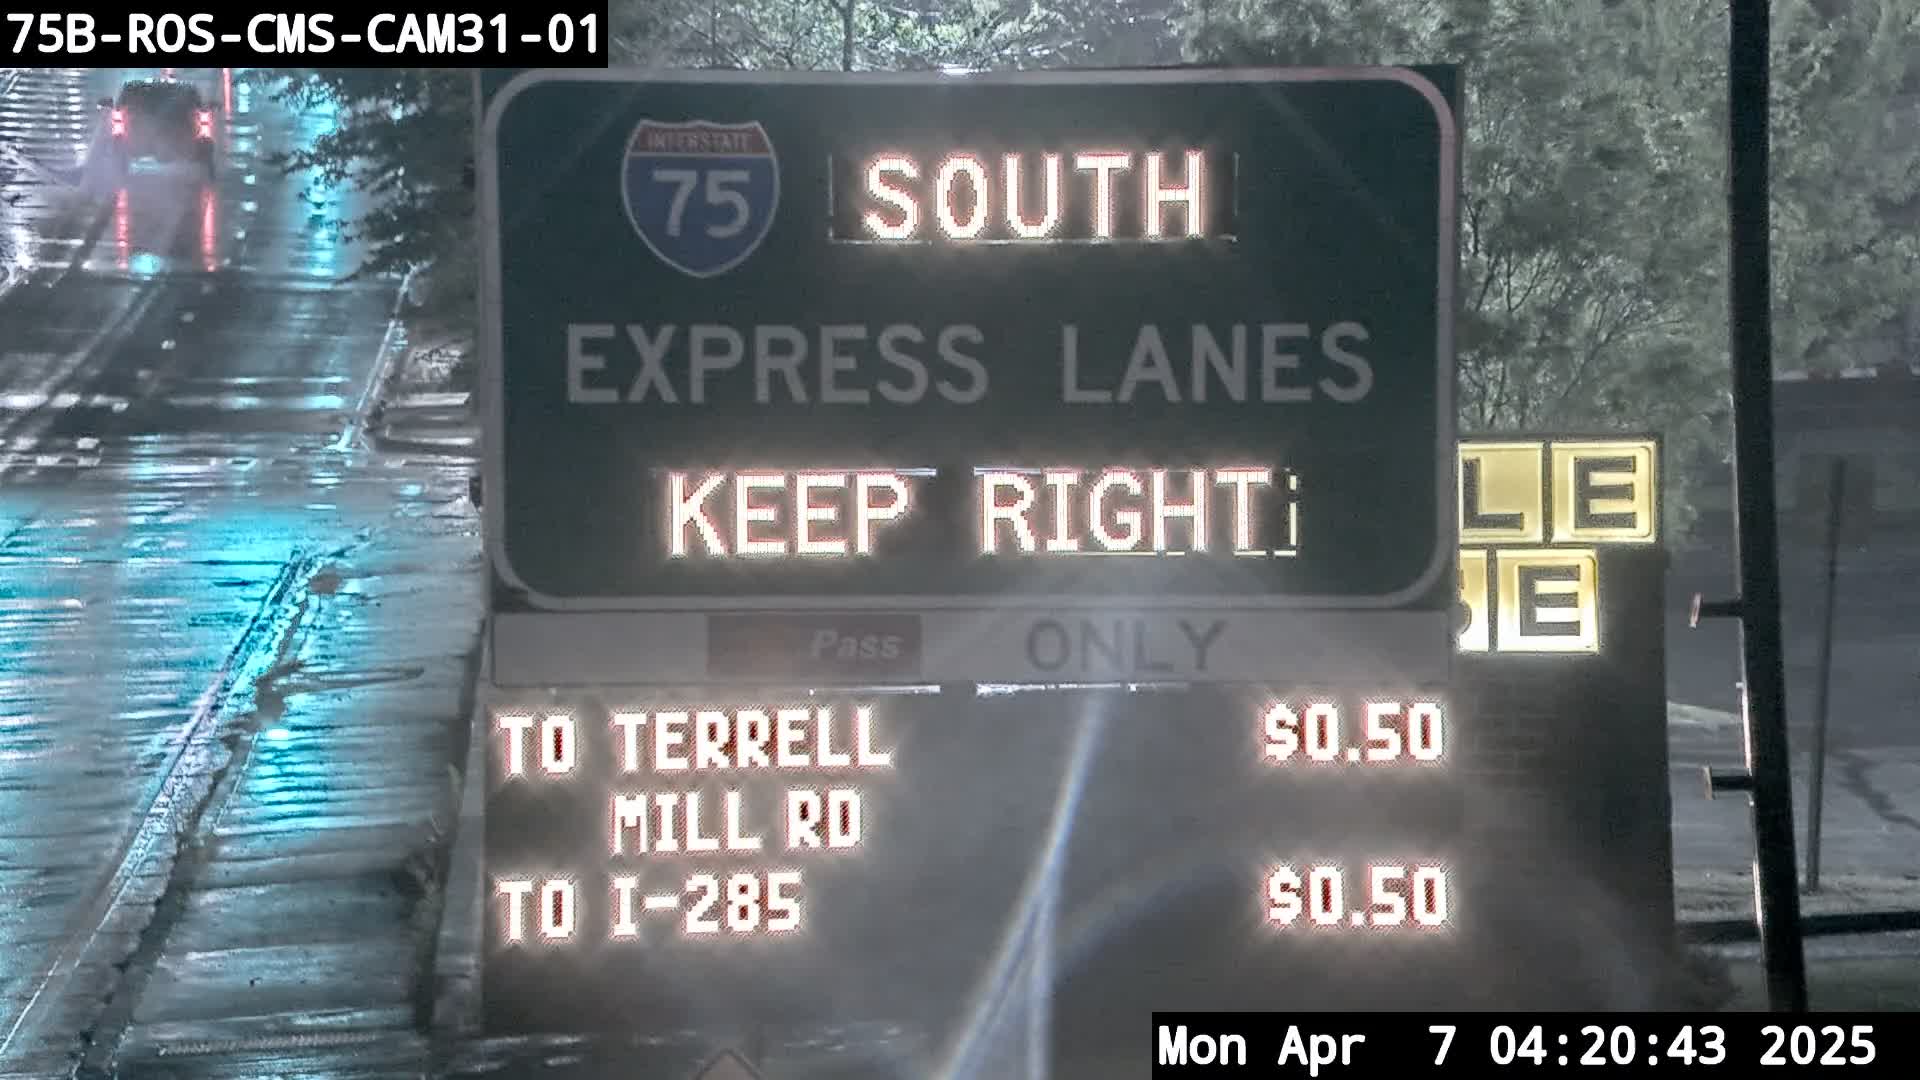 75B-ROS-CMS-CAM31-01
INTERSTATE
75
SOUTH
EXPRESS LANES
KEEP RIGHT
Pass ONLY
TO TERRELL $0.50
MILL RD
TO I-285 $0.50
LE
E
Mon Apr 7 04:20:43 2025